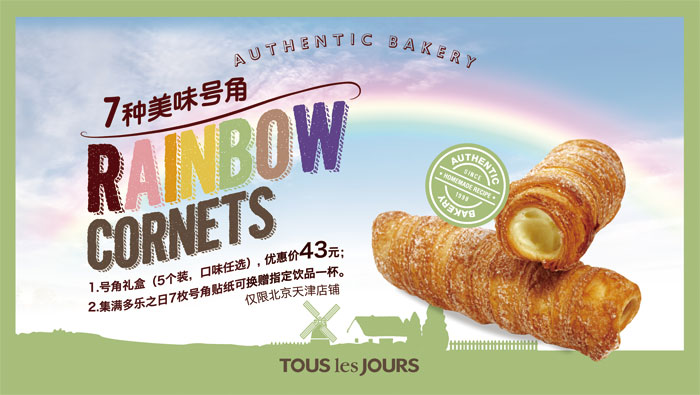 AUTHENTIC BAKERY
7种美味号角
RAINBOW
CORNETS
1.号角礼盒（5个装，口味任选），优惠价43元；
2.集满多乐之日7枚号角贴纸可换赠指定饮品一杯。
仅限北京天津店铺
AUTHENTIC
SINCE
HOMEMADE RECIPE
1998
BAKERY
TOUS les JOURS